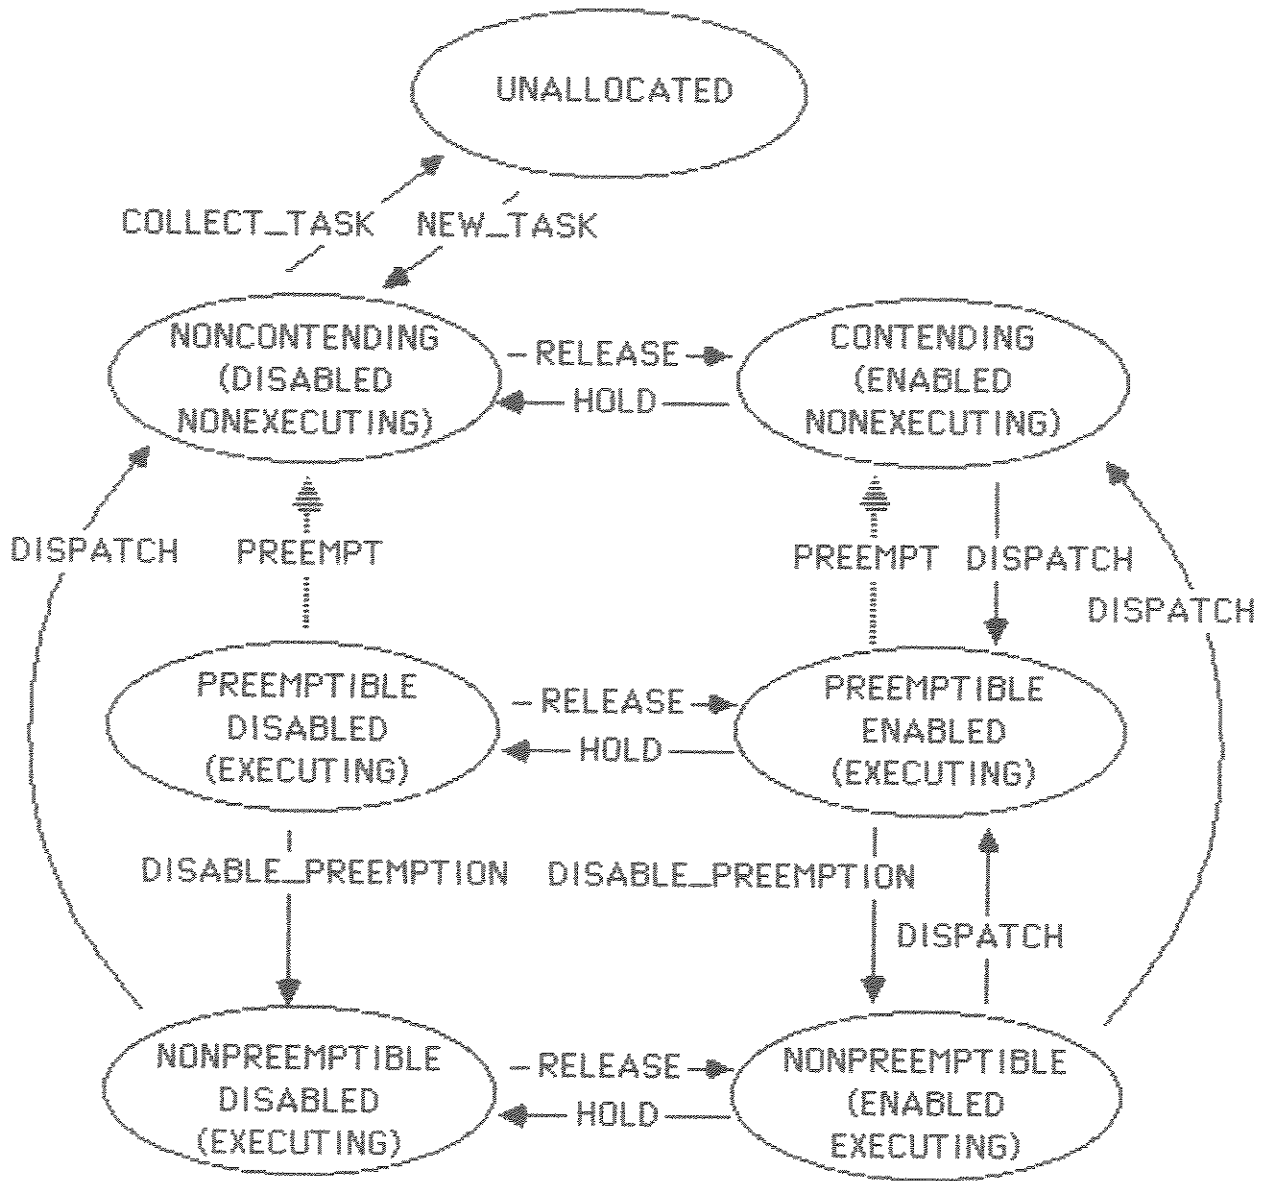 UNALLOCATED
COLLECT_TASK
NEW_TASK
NONCONTENDING
(DISABLED
NONEXECUTING)
RELEASE
HOLD
CONTENDING
(ENABLED
NONEXECUTING)
DISPATCH
PREEMPT
PREEMPT
DISPATCH
DISPATCH
PREEMPTIBLE
DISABLED
(EXECUTING)
RELEASE
HOLD
PREEMPTIBLE
ENABLED
(EXECUTING)
DISABLE_PREEMPTION
DISABLE_PREEMPTION
DISPATCH
NONPREEMPTIBLE
DISABLED
(EXECUTING)
RELEASE
HOLD
NONPREEMPTIBLE
(ENABLED
EXECUTING)